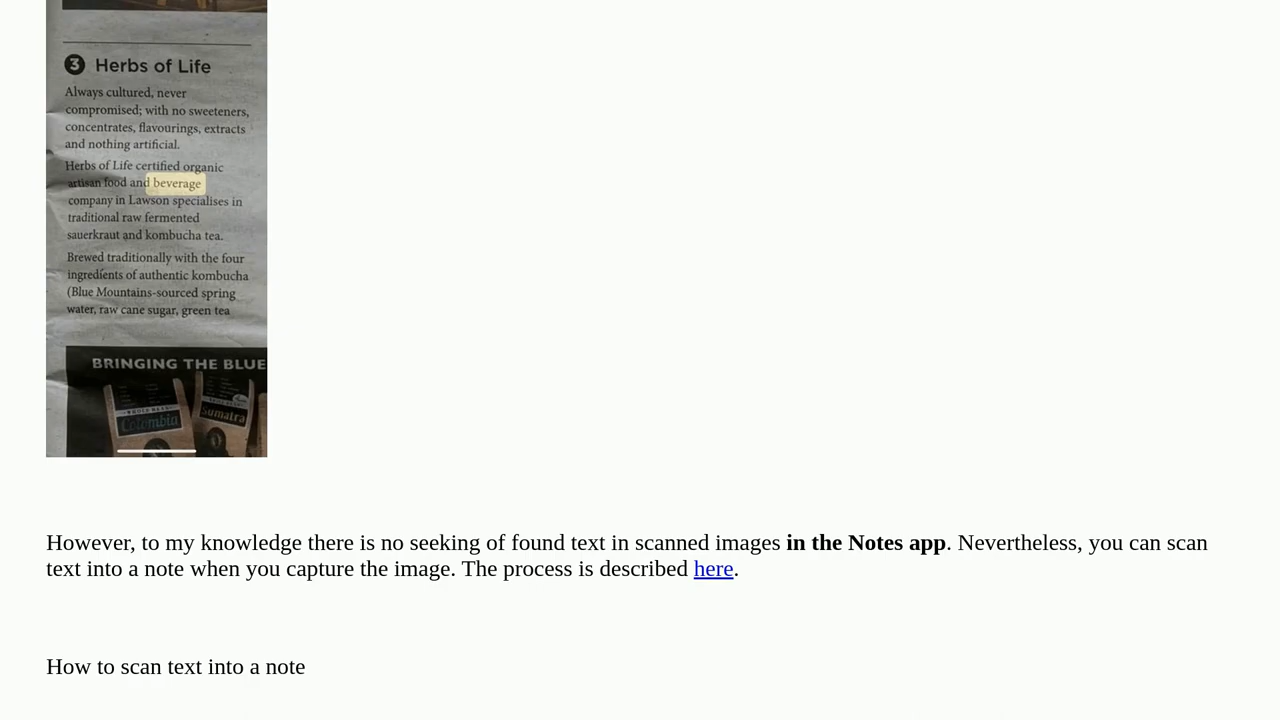 3 Herbs of Life
Always cultured, never
compromised; with no sweeteners,
concentrates, flavourings, extracts
and nothing artificial.
Herbs of Life certified organic
artisan food and beverage
company in Lawson specialises in
traditional raw fermented
sauerkraut and kombucha tea.
Brewed traditionally with the four
ingredients of authentic kombucha
(Blue Mountains-sourced spring
water, raw cane sugar, green tea
BRINGING THE BLUE
Colombia
Sumatra
However, to my knowledge there is no seeking of found text in scanned images in the Notes app. Nevertheless, you can scan
text into a note when you capture the image. The process is described here.
How to scan text into a note